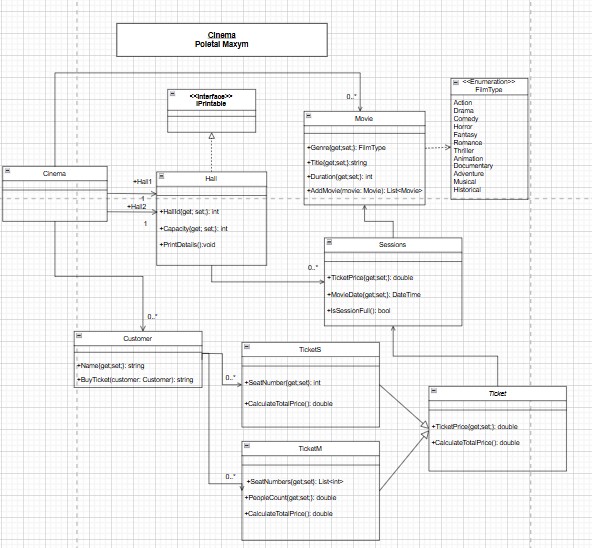 Cinema
Poletai Maxym
<<Interface>>
IPrintable
0..*
Movie
+Genre{get;set;}: FilmType
+Title{get;set;}:string
+Duration{get;set;}: int
+AddMovie(movie: Movie): List<Movie>
<<Enumeration>>
FilmType
Action
Drama
Comedy
Horror
Fantasy
Romance
Thriller
Animation
Documentary
Adventure
Musical
Historical
Cinema
+Hall1
1
+Hall2
1
Hall
+HallId{get; set;}: int
+Capacity{get; set;}: int
+PrintDetails():void
0..*
Sessions
+TicketPrice{get;set;}: double
+MovieDate{get;set;}: DateTime
+IsSessionFull(): bool
0..*
Customer
+Name{get;set;}: string
+BuyTicket(customer: Customer): string
0..*
TicketS
+SeatNumber{get;set}: int
+CalculateTotalPrice(): double
Ticket
+TicketPrice{get;set;}: double
+CalculateTotalPrice(): double
0..*
TicketM
+SeatNumbers{get;set}: List<int>
+PeopleCount{get;set;}: double
+CalculateTotalPrice(): double